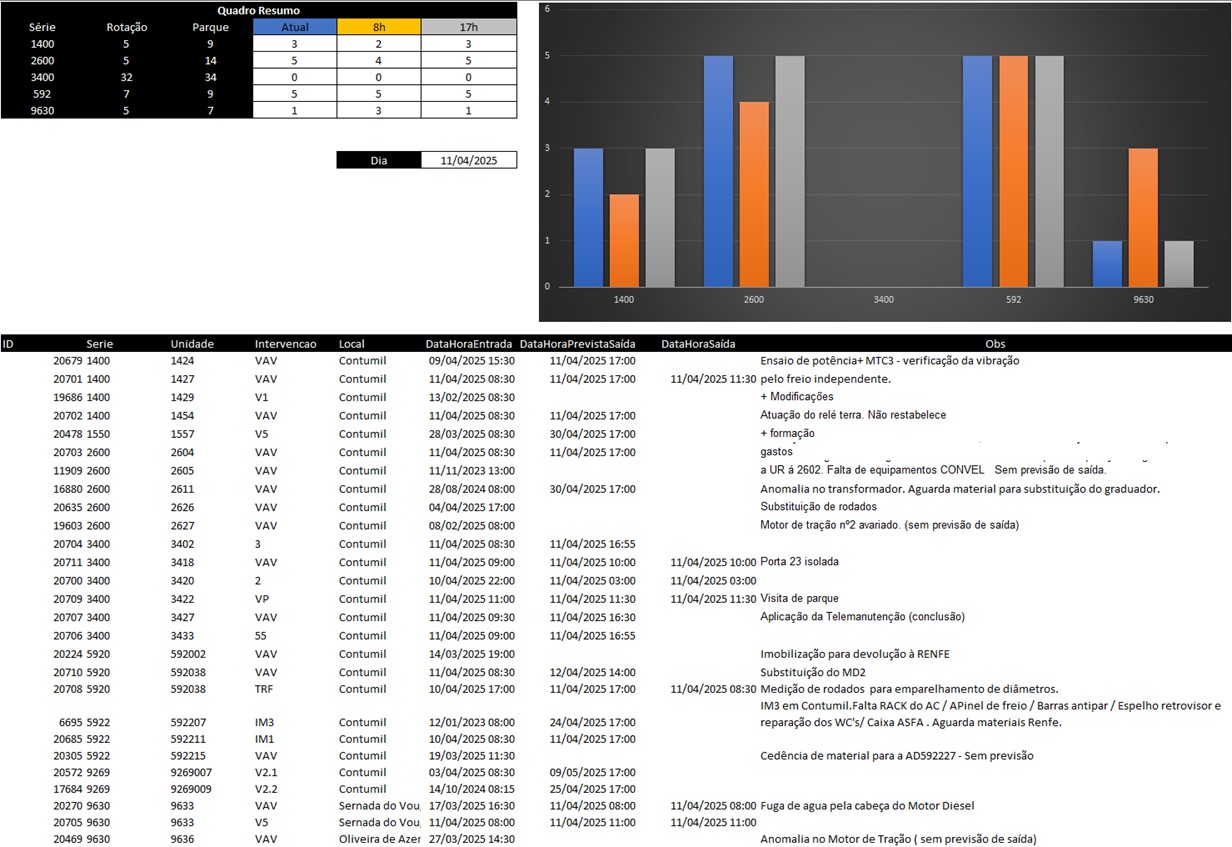 Quadro Resumo
Série Rotação Parque Atual 8h 17h
1400 5 9 3 2 3
2600 5 14 5 4 5
3400 32 34 0 0 0
592 7 9 5 5 5
9630 5 7 1 3 1
Dia 11/04/2025
6
5
4
3
2
1
0
1400 2600 3400 592 9630
ID Serie Unidade Intervencao Local DataHoraEntrada DataHoraPrevistaSaída DataHoraSaída Obs
20679 1400 1424 VAV Contumil 09/04/2025 15:30 11/04/2025 17:00 Ensaio de potência+ MTC3 - verificação da vibração
20701 1400 1427 VAV Contumil 11/04/2025 08:30 11/04/2025 17:00 11/04/2025 11:30 pelo freio independente.
19686 1400 1429 V1 Contumil 13/02/2025 08:30 + Modificações
20702 1400 1454 VAV Contumil 11/04/2025 08:30 11/04/2025 17:00 Atuação do relé terra. Não restabelece
20478 1550 1557 V5 Contumil 28/03/2025 08:30 30/04/2025 17:00 + formação
20703 2600 2604 VAV Contumil 11/04/2025 08:30 11/04/2025 17:00 gastos
11909 2600 2605 VAV Contumil 11/11/2023 13:00 a UR á 2602. Falta de equipamentos CONVEL Sem previsão de saída.
16880 2600 2611 VAV Contumil 28/08/2024 08:00 30/04/2025 17:00 Anomalia no transformador. Aguarda material para substituição do graduador.
20635 2600 2626 VAV Contumil 04/04/2025 17:00 Substituição de rodados
19603 2600 2627 VAV Contumil 08/02/2025 08:00 Motor de tração nº2 avariado. (sem previsão de saída)
20704 3400 3402 3 Contumil 11/04/2025 08:30 11/04/2025 16:55
20711 3400 3418 VAV Contumil 11/04/2025 09:00 11/04/2025 10:00 11/04/2025 10:00 Porta 23 isolada
20700 3400 3420 2 Contumil 10/04/2025 22:00 11/04/2025 03:00 11/04/2025 03:00
20709 3400 3422 VP Contumil 11/04/2025 11:00 11/04/2025 11:30 11/04/2025 11:30 Visita de parque
20707 3400 3427 VAV Contumil 11/04/2025 09:30 11/04/2025 16:30 Aplicação da Telemanutenção (conclusão)
20706 3400 3433 55 Contumil 11/04/2025 09:00 11/04/2025 16:55
20224 5920 592002 VAV Contumil 14/03/2025 19:00 Imobilização para devolução à RENFE
20710 5920 592038 VAV Contumil 11/04/2025 08:30 12/04/2025 14:00 Substituição do MD2
20708 5920 592038 TRF Contumil 10/04/2025 17:00 11/04/2025 17:00 11/04/2025 08:30 Medição de rodados para emparelhamento de diâmetros.
IM3 em Contumil.Falta RACK do AC / APinel de freio / Barras antipar / Espelho retrovisor e
6695 5922 592207 IM3 Contumil 12/01/2023 08:00 24/04/2025 17:00 reparação dos WC's/ Caixa ASFA . Aguarda materiais Renfe.
20685 5922 592211 IM1 Contumil 10/04/2025 08:30 11/04/2025 17:00
20305 5922 592215 VAV Contumil 19/03/2025 11:30 Cedência de material para a AD592227 - Sem previsão
20572 9269 9269007 V2.1 Contumil 03/04/2025 08:30 09/05/2025 17:00
17684 9269 9269009 V2.2 Contumil 14/10/2024 08:15 25/04/2025 17:00
20270 9630 9633 VAV Sernada do Vou 17/03/2025 16:30 11/04/2025 08:00 11/04/2025 08:00 Fuga de agua pela cabeça do Motor Diesel
20705 9630 9633 V5 Sernada do Vou 11/04/2025 08:00 11/04/2025 11:00 11/04/2025 11:00
20469 9630 9636 VAV Oliveira de Azer 27/03/2025 14:30 Anomalia no Motor de Tração ( sem previsão de saída)